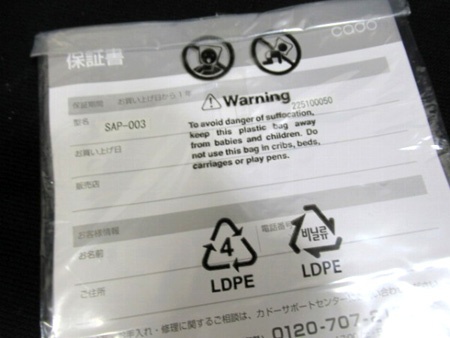 保証書
cado
保証期間 お買い上げ日から1年
⚠ Warning
型名 SAP-003 225100050
To avoid danger of suffocation,
keep this plastic bag away
from babies and children. Do
not use this bag in cribs, beds,
carriages or play pens.
お買い上げ日
販売店
お客様情報
電話番号
お名前
4
비닐류
LDPE
LDPE
ご住所
手入れ・修理に関するご相談は、カドーサポートセンター
0120-707-2